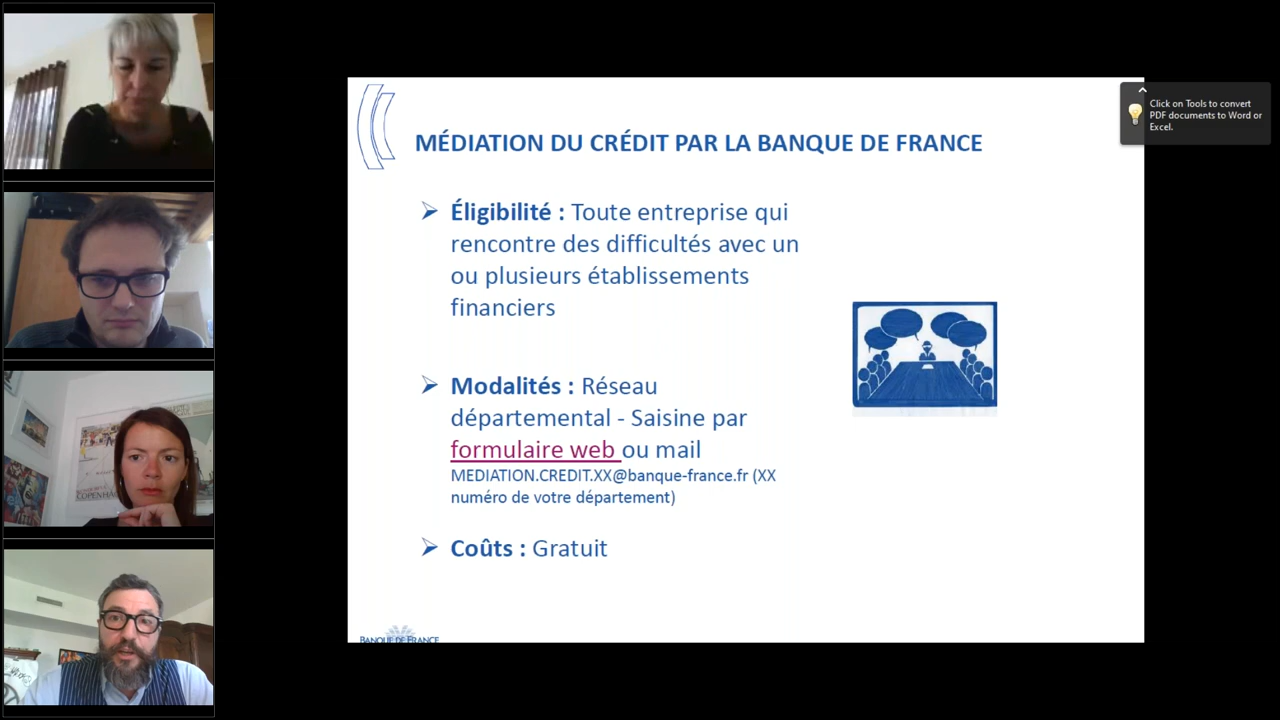 MÉDIATION DU CRÉDIT PAR LA BANQUE DE FRANCE
➢ Éligibilité : Toute entreprise qui
rencontre des difficultés avec un
ou plusieurs établissements
financiers
➢ Modalités : Réseau
départemental - Saisine par
formulaire web ou mail
MEDIATION.CREDIT.XX@banque-france.fr (XX
numéro de votre département)
➢ Coûts : Gratuit
BANQUE DE FRANCE
Click on Tools to convert
PDF documents to Word or
Excel.